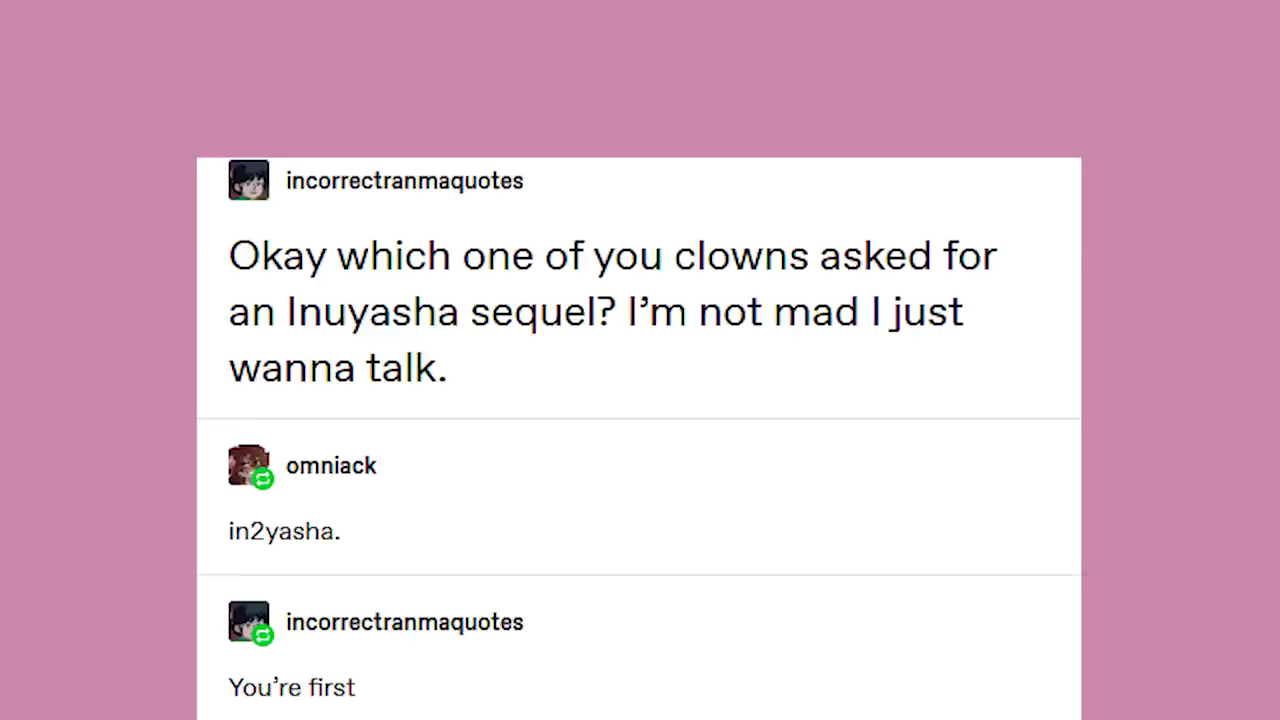 incorrectranmaquotes
Okay which one of you clowns asked for
an Inuyasha sequel? I’m not mad I just
wanna talk.
omniack
in2yasha.
incorrectranmaquotes
You’re first